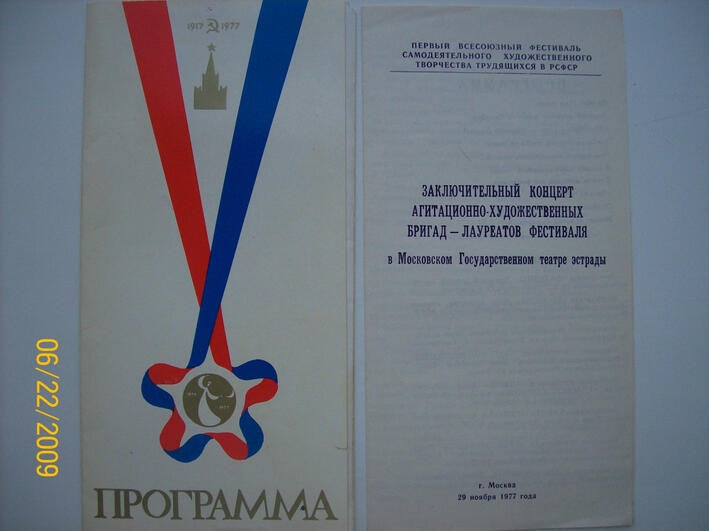 1917 1977
ПРОГРАММА
ПЕРВЫЙ ВСЕСОЮЗНЫЙ ФЕСТИВАЛЬ
САМОДЕЯТЕЛЬНОГО ХУДОЖЕСТВЕННОГО
ТВОРЧЕСТВА ТРУДЯЩИХСЯ В РСФСР
ЗАКЛЮЧИТЕЛЬНЫЙ КОНЦЕРТ
АГИТАЦИОННО-ХУДОЖЕСТВЕННЫХ
БРИГАД — ЛАУРЕАТОВ ФЕСТИВАЛЯ
в Московском Государственном театре эстрады
г. Москва
29 ноября 1977 года
06/22/2009